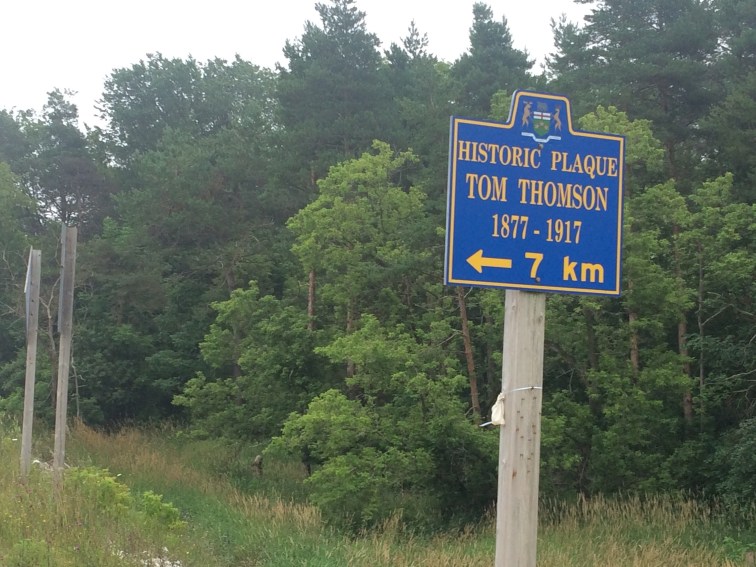 HISTORIC PLAQUE
TOM THOMSON
1877 - 1917
← 7 km